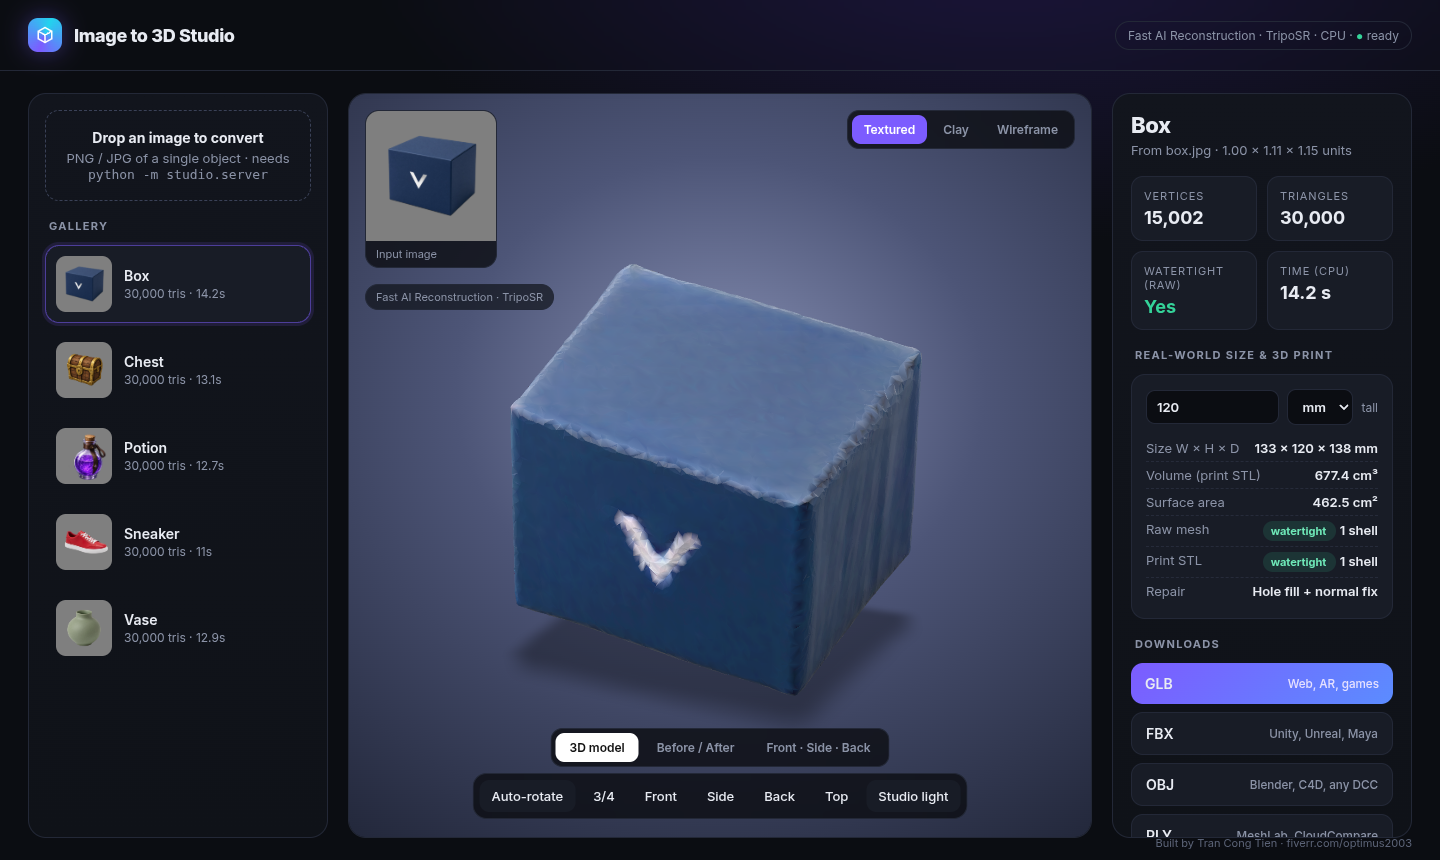 Image to 3D Studio
Fast AI Reconstruction · TripoSR · CPU · ● ready
Drop an image to convert
PNG / JPG of a single object · needs
python -m studio.server
GALLERY
Box
30,000 tris · 14.2s
Chest
30,000 tris · 13.1s
Potion
30,000 tris · 12.7s
Sneaker
30,000 tris · 11s
Vase
30,000 tris · 12.9s
Input image
Fast AI Reconstruction · TripoSR
Textured Clay Wireframe
3D model Before / After Front · Side · Back
Auto-rotate 3/4 Front Side Back Top Studio light
Box
From box.jpg · 1.00 × 1.11 × 1.15 units
VERTICES
15,002
TRIANGLES
30,000
WATERTIGHT
(RAW)
Yes
TIME (CPU)
14.2 s
REAL-WORLD SIZE & 3D PRINT
120 mm tall
Size W × H × D 133 × 120 × 138 mm
Volume (print STL) 677.4 cm³
Surface area 462.5 cm²
Raw mesh watertight 1 shell
Print STL watertight 1 shell
Repair Hole fill + normal fix
DOWNLOADS
GLB Web, AR, games
FBX Unity, Unreal, Maya
OBJ Blender, C4D, any DCC
PLY MeshLab, CloudCompare
Built by Tran Cong Tien · fiverr.com/optimus2003